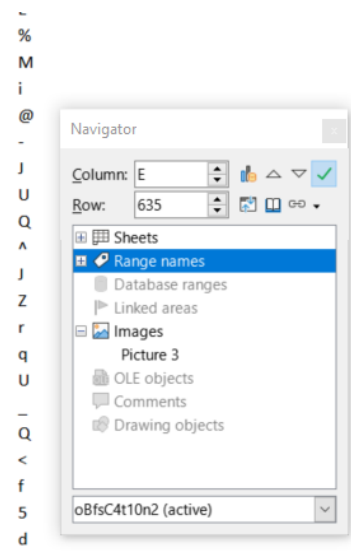 %
M
i
@
-
J
U
Q
^
J
Z
r
q
U
_
Q
<
f
5
d
Navigator
x
Column: E
Row: 635
Sheets
Range names
Database ranges
Linked areas
Images
Picture 3
OLE objects
Comments
Drawing objects
oBfsC4t10n2 (active)